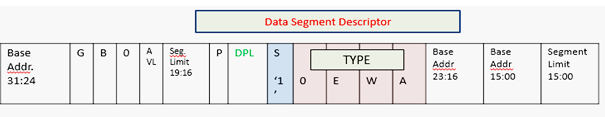 Data Segment Descriptor
Base Addr. 31:24
G
B
0
A VL
Seg. Limit 19:16
P
DPL
S '1'
TYPE
0
E
W
A
Base Addr 23:16
Base Addr 15:00
Segment Limit 15:00